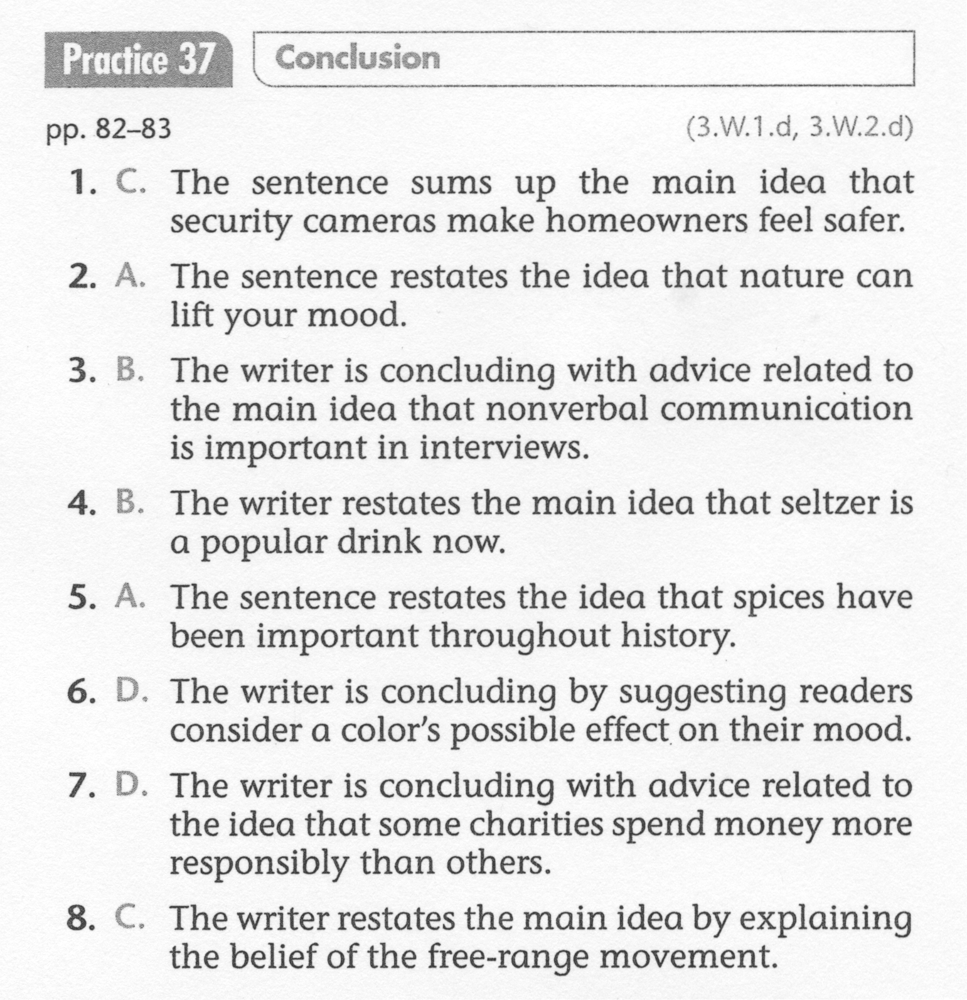 Practice 37 Conclusion
pp. 82–83 (3.W.1.d, 3.W.2.d)
1. C. The sentence sums up the main idea that
security cameras make homeowners feel safer.
2. A. The sentence restates the idea that nature can
lift your mood.
3. B. The writer is concluding with advice related to
the main idea that nonverbal communication
is important in interviews.
4. B. The writer restates the main idea that seltzer is
a popular drink now.
5. A. The sentence restates the idea that spices have
been important throughout history.
6. D. The writer is concluding by suggesting readers
consider a color’s possible effect on their mood.
7. D. The writer is concluding with advice related to
the idea that some charities spend money more
responsibly than others.
8. C. The writer restates the main idea by explaining
the belief of the free-range movement.